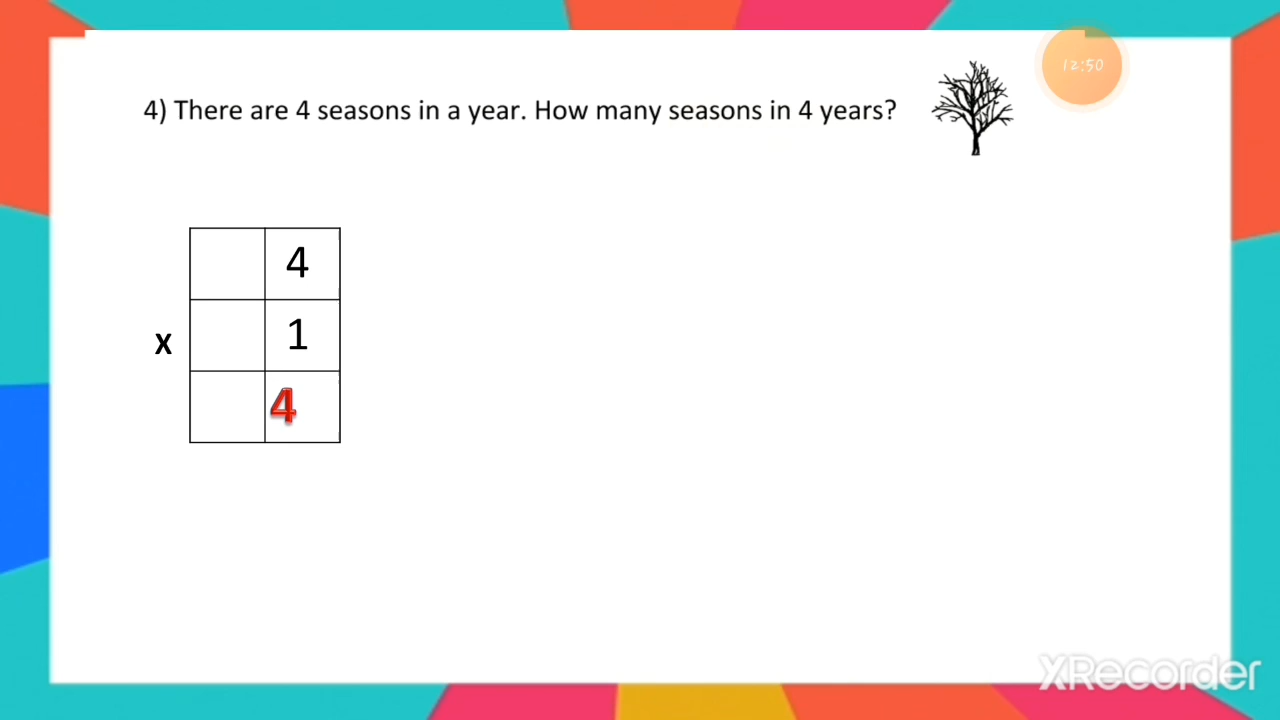 4) There are 4 seasons in a year. How many seasons in 4 years?
12:50
4
x 1
4
XRecorder